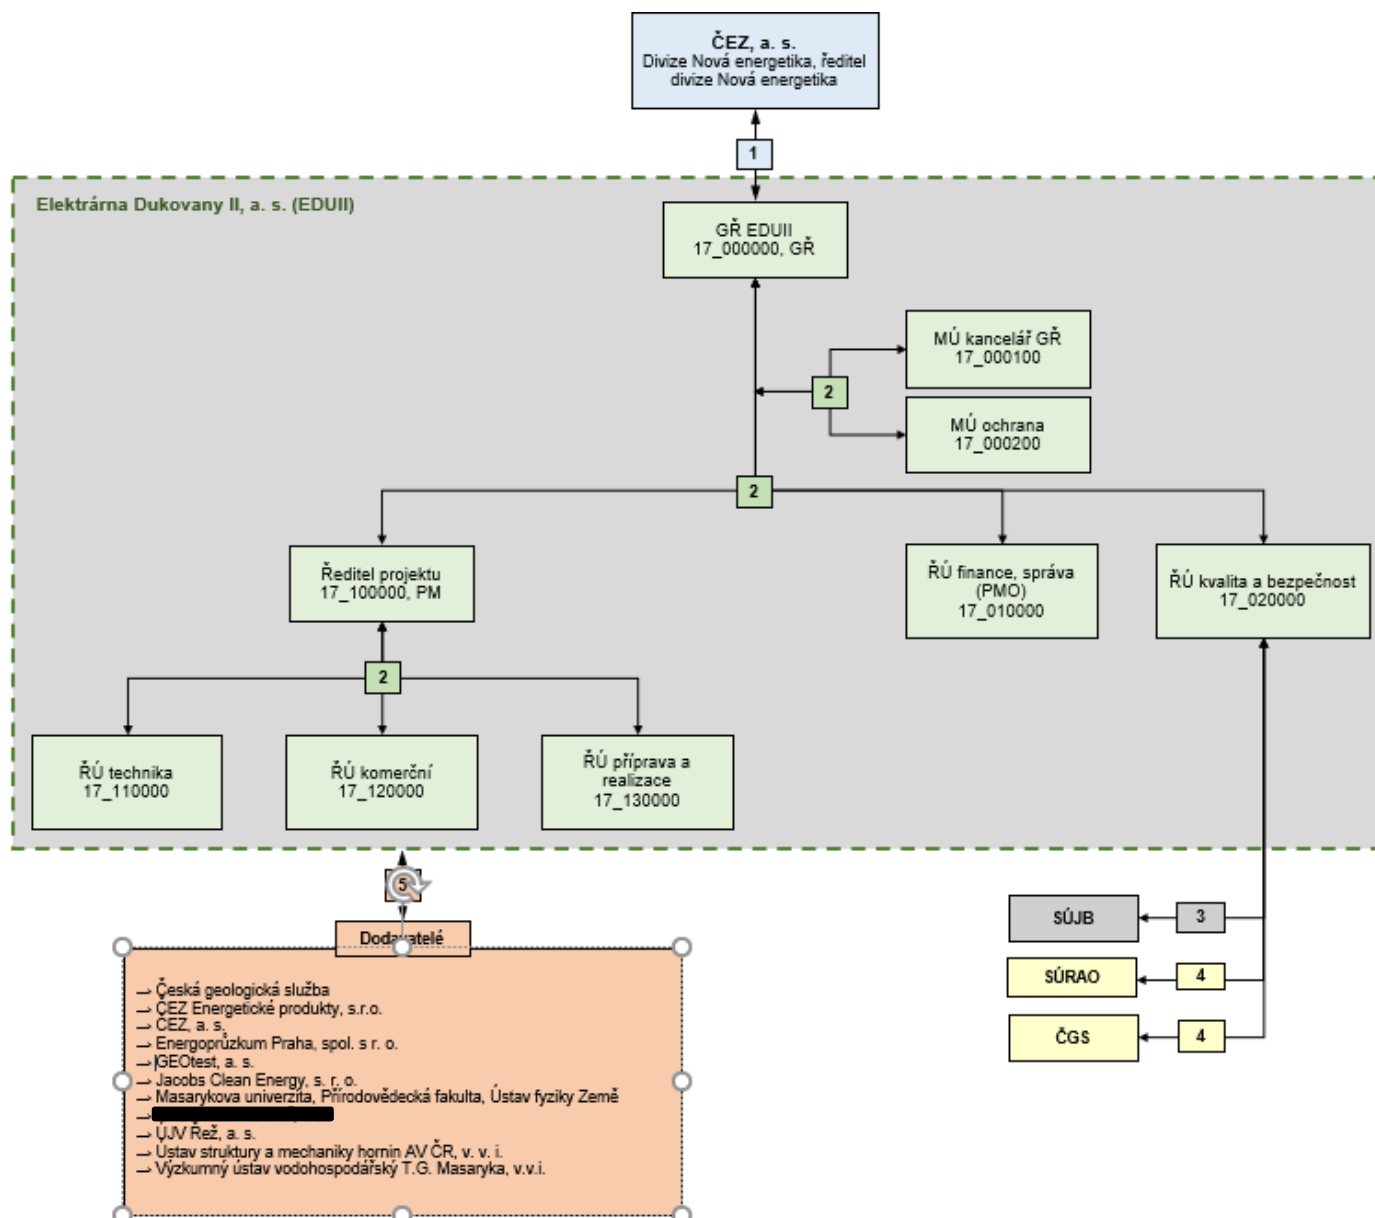 ČEZ, a. s.
Divize Nová energetika, ředitel
divize Nová energetika
1
Elektrárna Dukovany II, a. s. (EDUII)
GŘ EDUII
17_000000, GŘ
MÚ kancelář GŘ
17_000100
2
MÚ ochrana
17_000200
2
Ředitel projektu
17_100000, PM
ŘÚ finance, správa
(PMO)
17_010000
ŘÚ kvalita a bezpečnost
17_020000
2
ŘÚ technika
17_110000
ŘÚ komerční
17_120000
ŘÚ příprava a
realizace
17_130000
5
Dodavatelé
Česká geologická služba
ČEZ Energetické produkty, s.r.o.
ČEZ, a. s.
Energoprůzkum Praha, spol. s r. o.
GEOtest, a. s.
Jacobs Clean Energy, s. r. o.
Masarykova univerzita, Přírodovědecká fakulta, Ústav fyziky Země
ÚJV Řež, a. s.
Ústav struktury a mechaniky hornin AV ČR, v. v. i.
Výzkumný ústav vodohospodářský T.G. Masaryka, v.v.i.
SÚJB
3
SÚRAO
4
ČGS
4